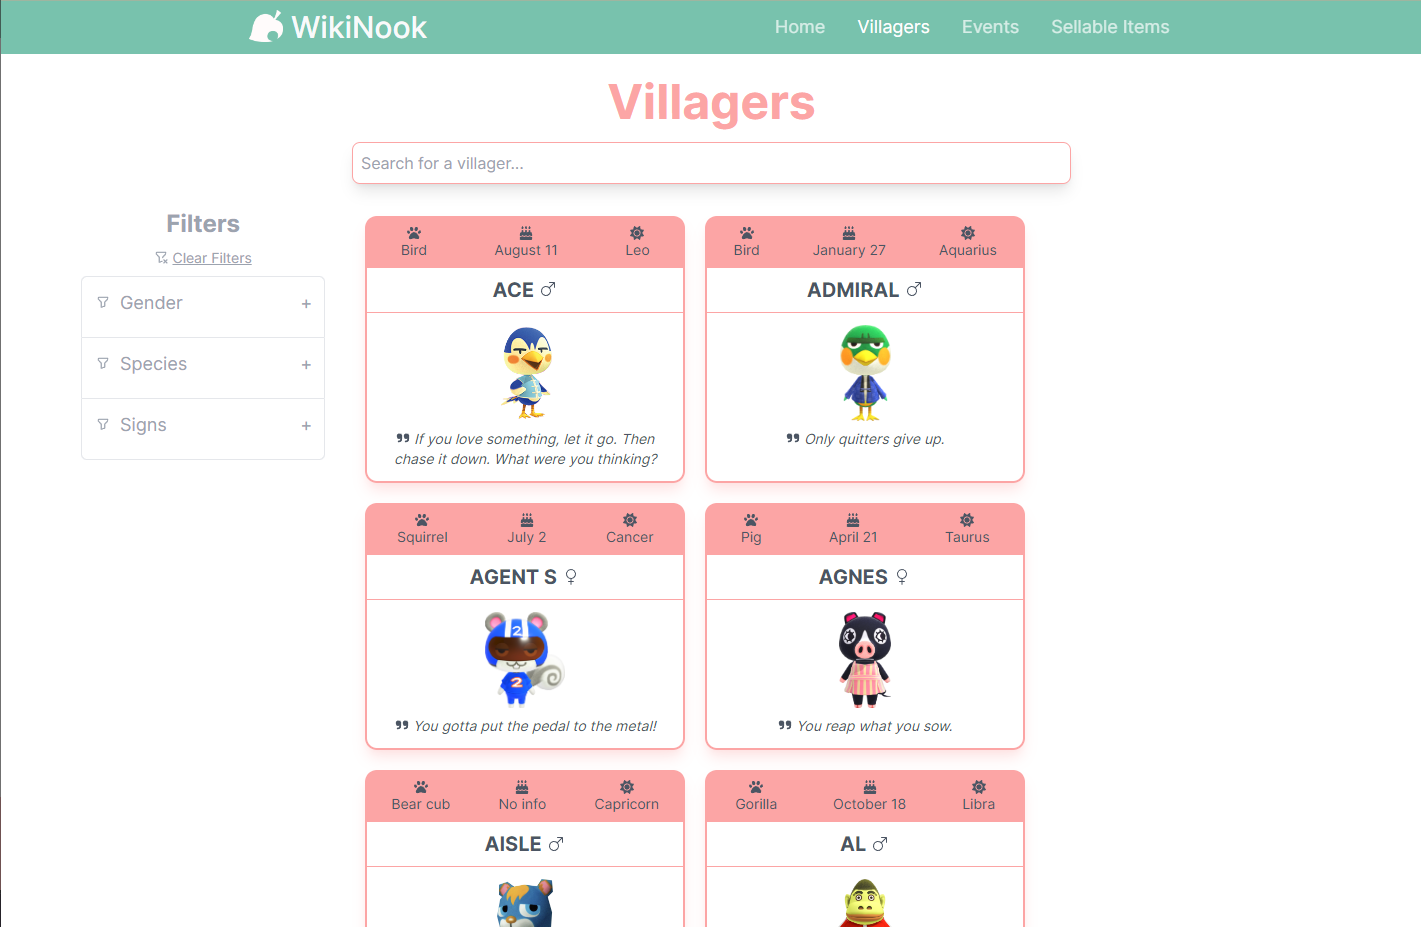 WikiNook
Home Villagers Events Sellable Items
Villagers
Search for a villager...
Filters
Clear Filters
Gender +
Species +
Signs +
Bird August 11 Leo
ACE ♂
2
2
If you love something, let it go. Then
chase it down. What were you thinking?
Bird January 27 Aquarius
ADMIRAL ♂
Only quitters give up.
Squirrel July 2 Cancer
AGENT S ♀
You gotta put the pedal to the metal!
Pig April 21 Taurus
AGNES ♀
You reap what you sow.
Bear cub No info Capricorn
AISLE ♂
Gorilla October 18 Libra
AL ♂